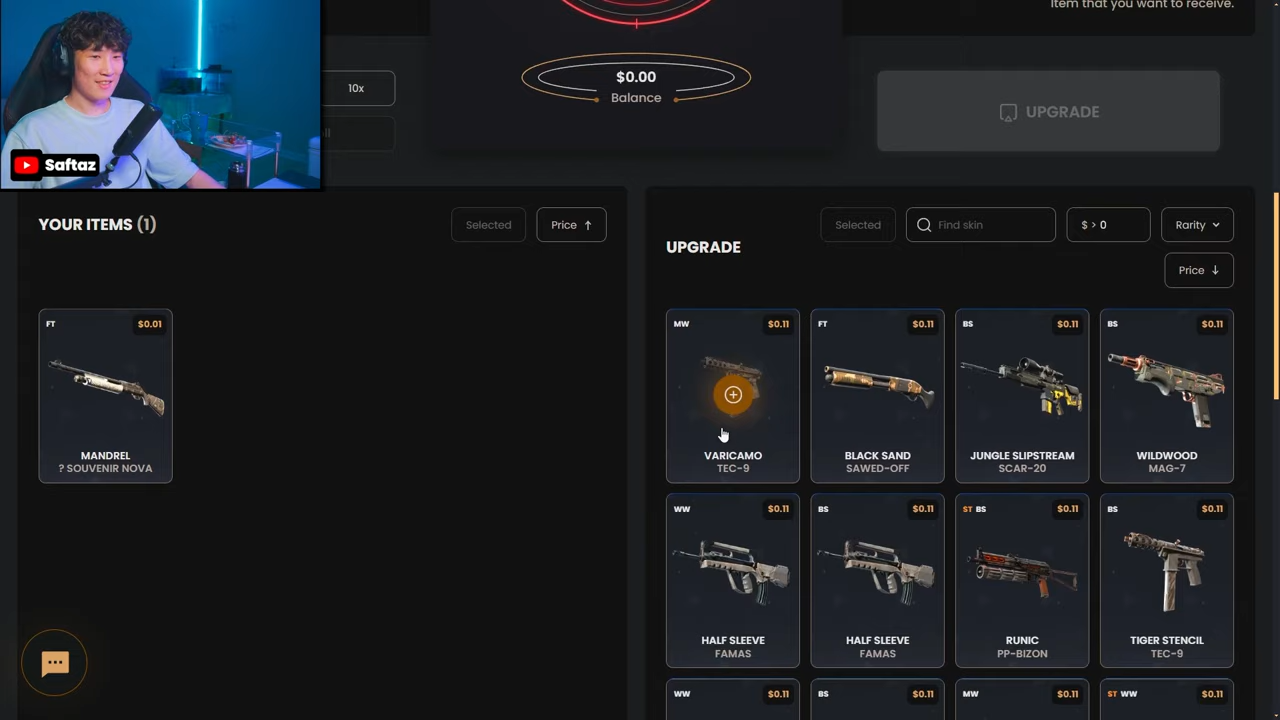 Item that you want to receive.
10x
$0.00
Balance
UPGRADE
Saftaz
YOUR ITEMS (1)
Selected
Price ↑
UPGRADE
Selected
Find skin
$ > 0
Rarity
Price ↓
FT $0.01
MANDREL
? SOUVENIR NOVA
MW $0.11
VARICAMO
TEC-9
FT $0.11
BLACK SAND
SAWED-OFF
BS $0.11
JUNGLE SLIPSTREAM
SCAR-20
BS $0.11
WILDWOOD
MAG-7
WW $0.11
HALF SLEEVE
FAMAS
BS $0.11
HALF SLEEVE
FAMAS
ST BS $0.11
RUNIC
PP-BIZON
BS $0.11
TIGER STENCIL
TEC-9
WW $0.11
BS $0.11
MW $0.11
ST WW $0.11